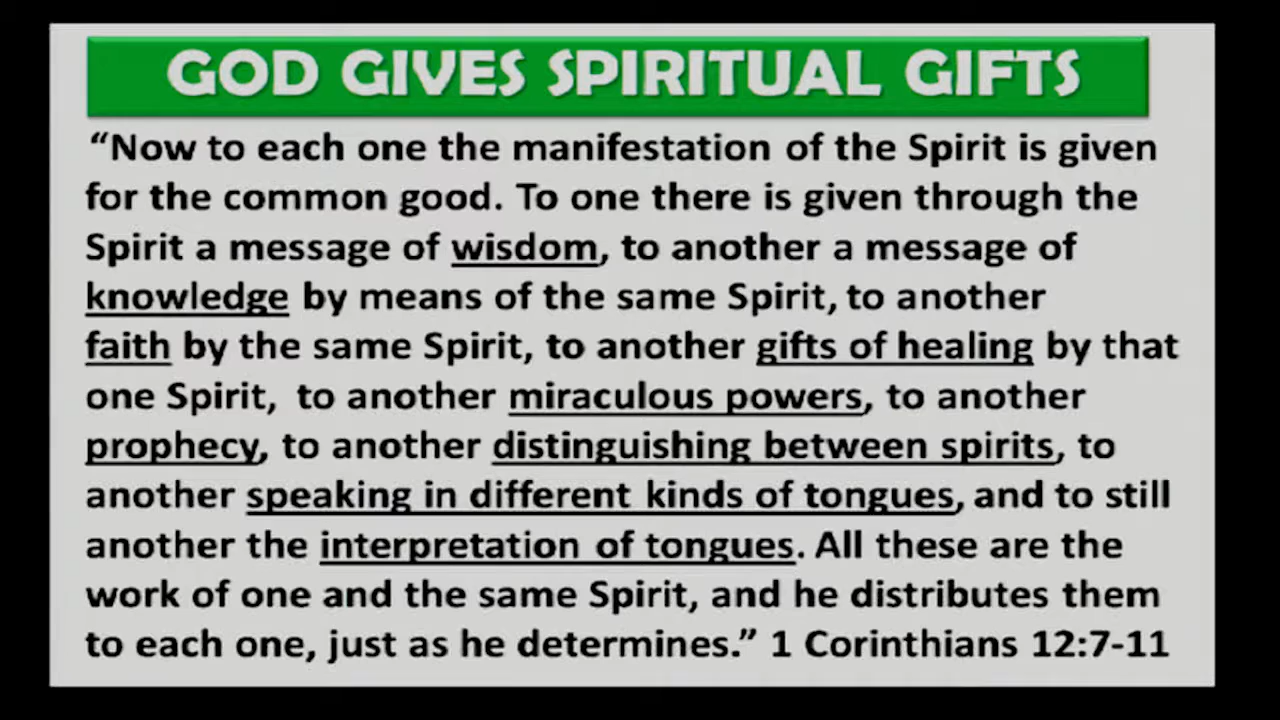 GOD GIVES SPIRITUAL GIFTS
“Now to each one the manifestation of the Spirit is given
for the common good. To one there is given through the
Spirit a message of wisdom, to another a message of
knowledge by means of the same Spirit, to another
faith by the same Spirit, to another gifts of healing by that
one Spirit, to another miraculous powers, to another
prophecy, to another distinguishing between spirits, to
another speaking in different kinds of tongues, and to still
another the interpretation of tongues. All these are the
work of one and the same Spirit, and he distributes them
to each one, just as he determines.” 1 Corinthians 12:7-11